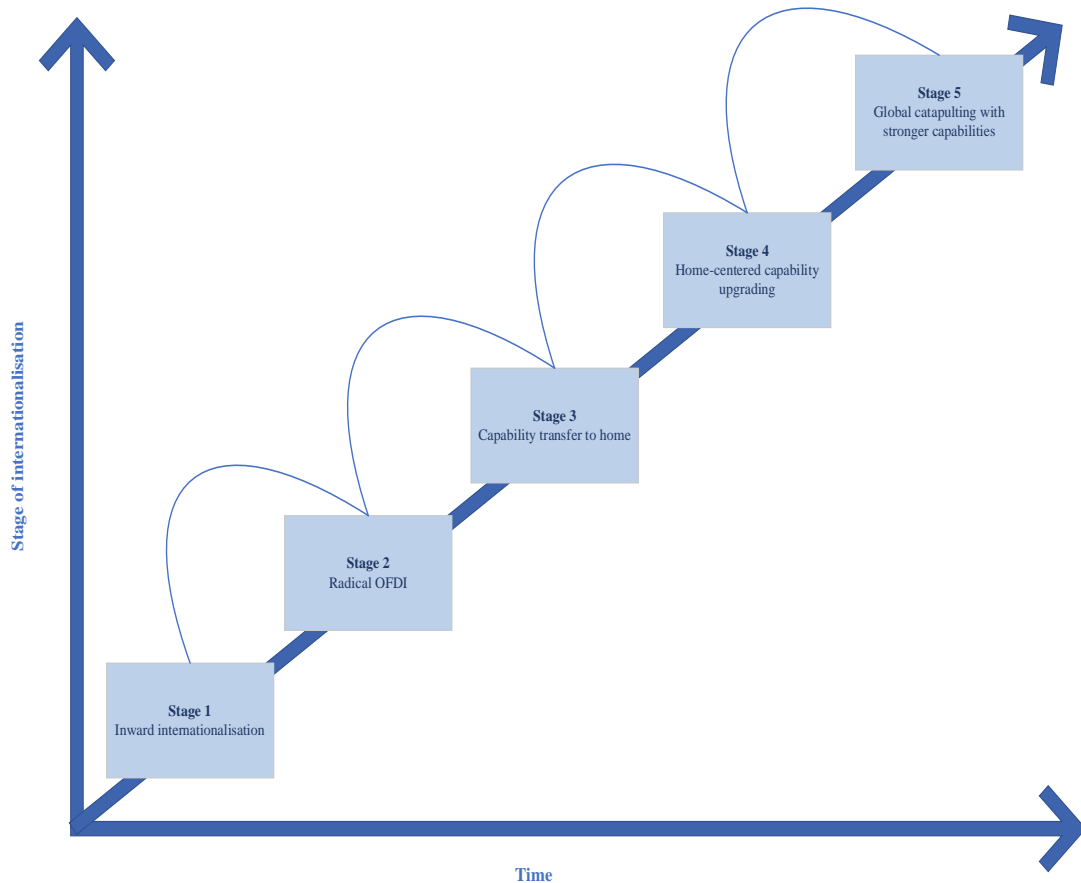 Stage 5
Global catapulting with
stronger capabilities
Stage 4
Home-centered capability
upgrading
Stage 3
Capability transfer to home
Stage 2
Radical OFDI
Stage 1
Inward internationalisation
Stage of internationalisation
Time